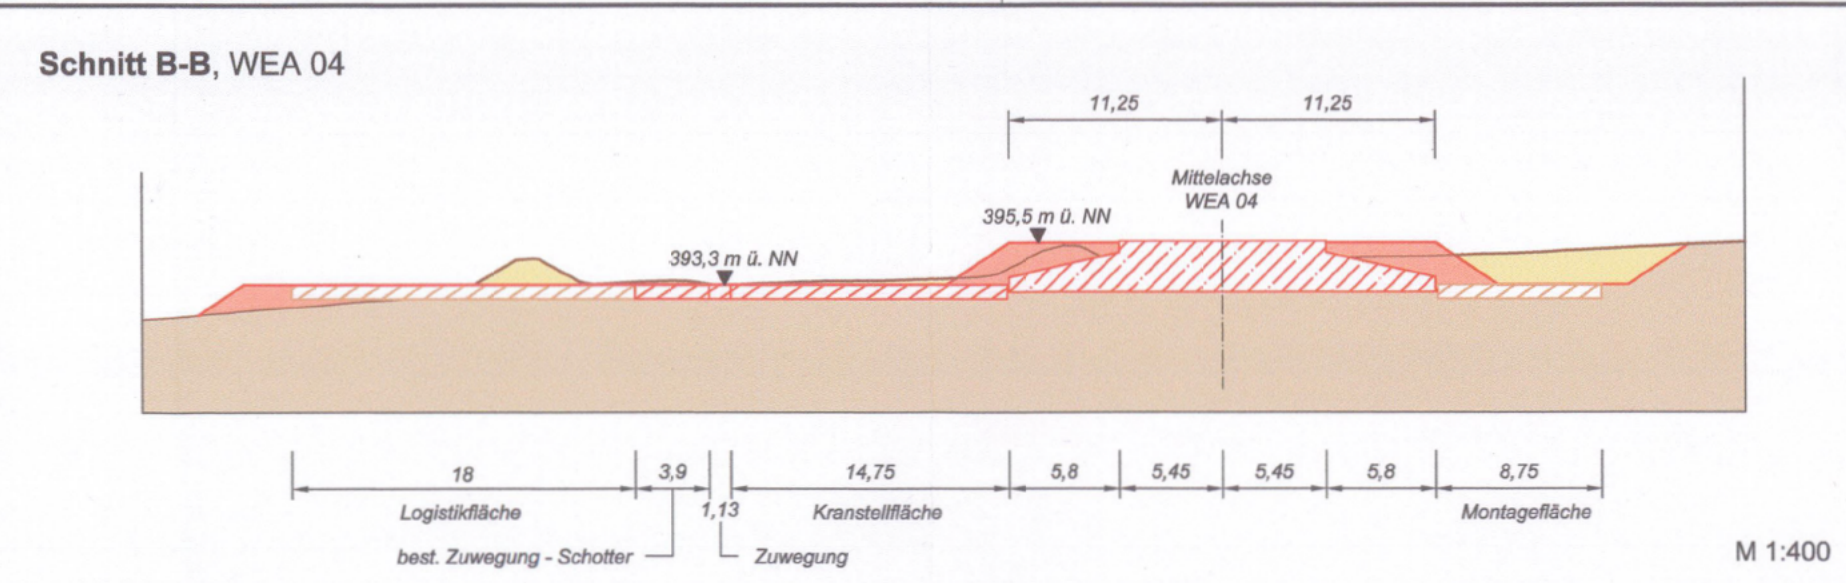 Schnitt B-B, WEA 04
11,25 11,25
Mittelachse
WEA 04
395,5 m ü. NN
393,3 m ü. NN
18 3,9 14,75 5,8 5,45 5,45 5,8 8,75
Logistikfläche 1,13 Kranstellfläche Montagefläche
best. Zuwegung - Schotter Zuwegung
M 1:400